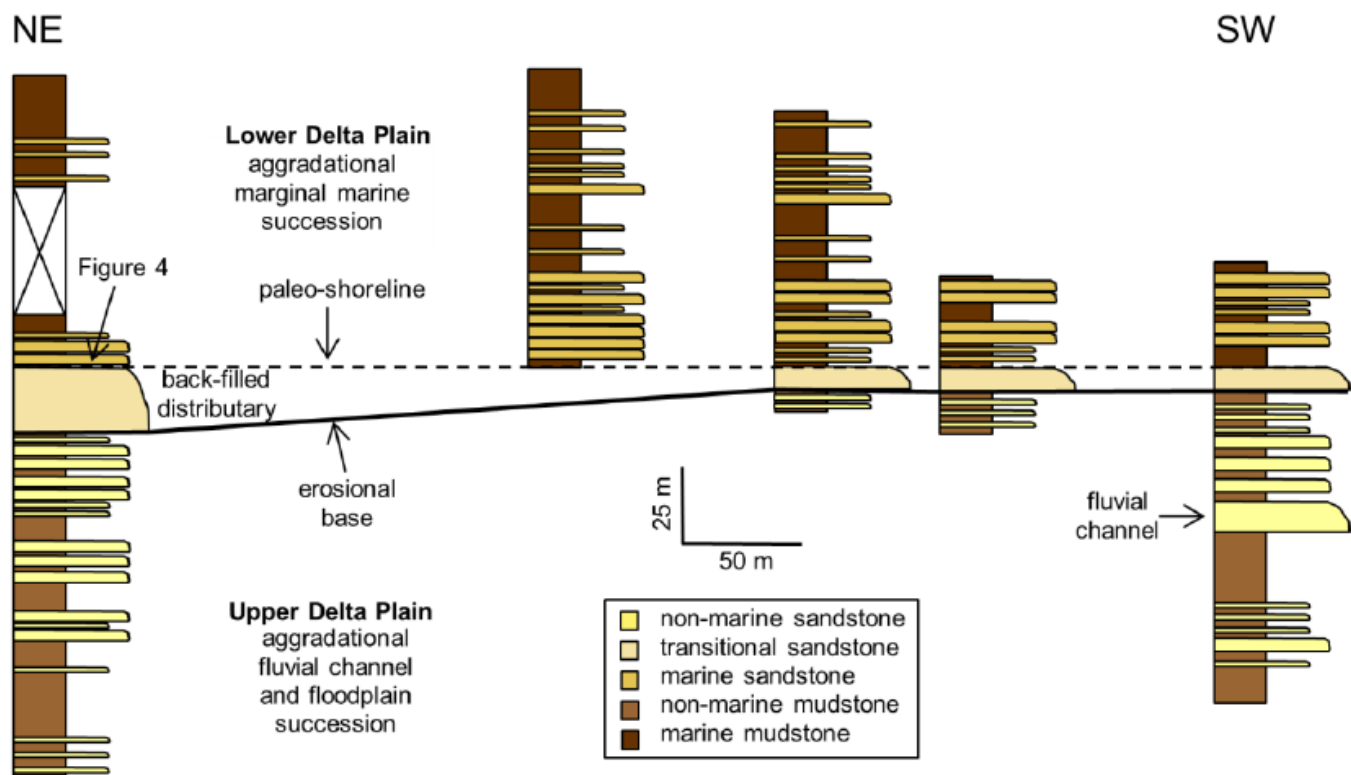 NE
SW
Lower Delta Plain
aggradational
marginal marine
succession
Figure 4
paleo-shoreline
back-filled
distributary
erosional
base
25 m
50 m
fluvial
channel
Upper Delta Plain
aggradational
fluvial channel
and floodplain
succession
non-marine sandstone
transitional sandstone
marine sandstone
non-marine mudstone
marine mudstone